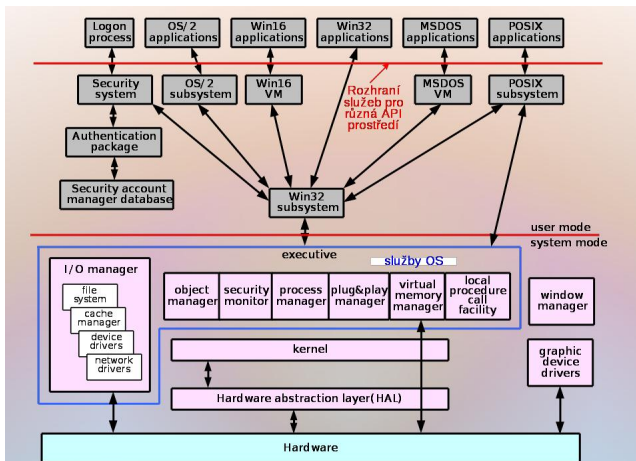 Logon
process
OS/2
applications
Win16
applications
Win32
applications
MSDOS
applications
POSIX
applications
Security
system
OS/2
subsystem
Win16
VM
Rozhraní
služeb pro
různá API
prostředí
MSDOS
VM
POSIX
subsystem
Authentication
package
Security account
manager database
Win32
subsystem
user mode
system mode
executive
služby OS
I/O manager
file
system
cache
manager
device
drivers
network
drivers
object
manager
security
monitor
process
manager
plug&play
manager
virtual
memory
manager
local
procedure
call
facility
window
manager
kernel
graphic
device
drivers
Hardware abstraction layer(HAL)
Hardware